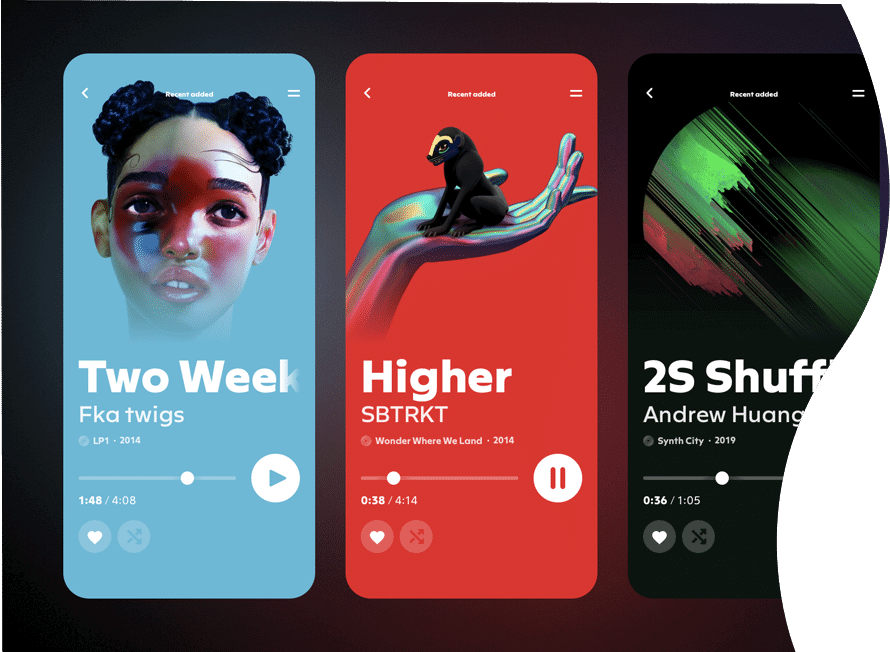 Recent added
Two Week
Fka twigs
LP1 · 2014
1:48 / 4:08
Recent added
Higher
SBTRKT
Wonder Where We Land · 2014
0:38 / 4:14
Recent added
2S Shuff
Andrew Huang
Synth City · 2019
0:36 / 1:05